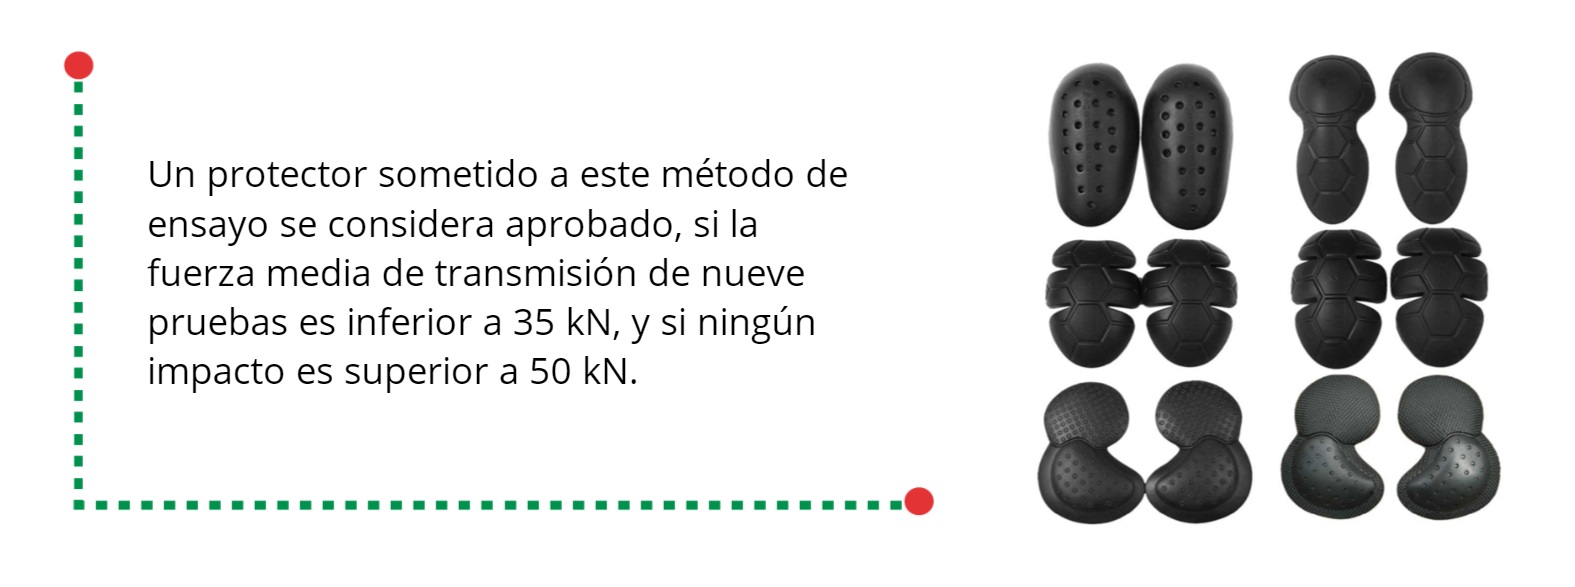 Un protector sometido a este método de
ensayo se considera aprobado, si la
fuerza media de transmisión de nueve
pruebas es inferior a 35 kN, y si ningún
impacto es superior a 50 kN.